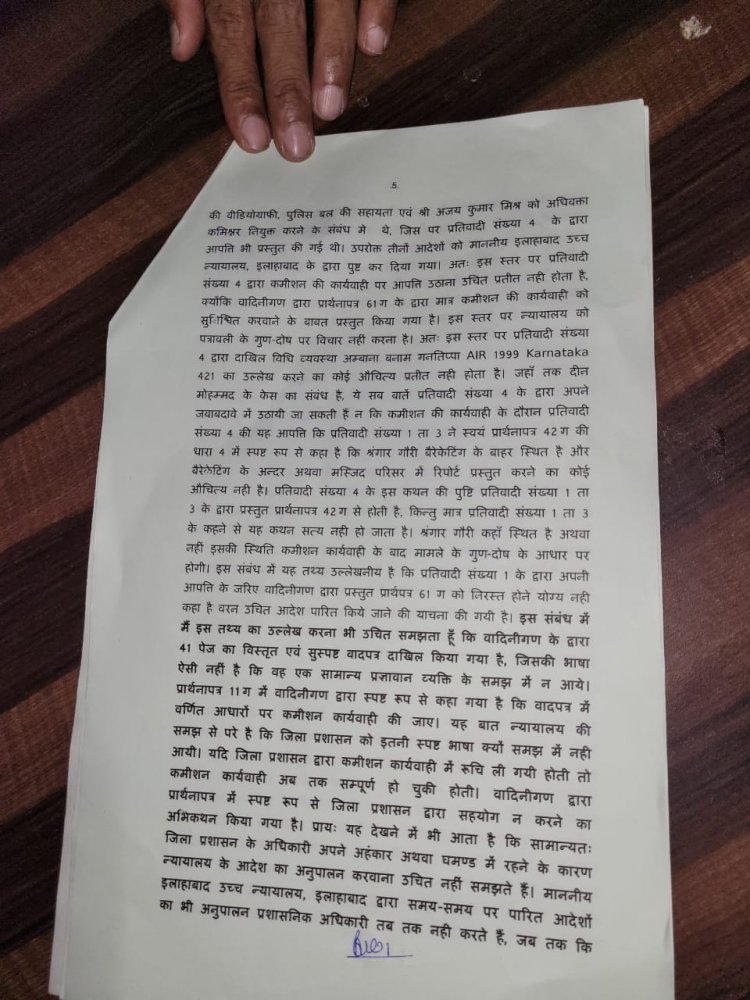 5.
की वीडियोग्राफी, पुलिस बल की सहायता एवं श्री अजय कुमार मिश्र को अधिवक्ता
कमिश्नर नियुक्त करने के संबंध मे थे, जिस पर प्रतिवादी संख्या 4 के द्वारा
आपत्ति भी प्रस्तुत की गई थी। उपरोक्त तीनों आदेशों को माननीय इलाहाबाद उच्च
न्यायालय, इलाहाबाद के द्वारा पुष्ट कर दिया गया। अतः इस स्तर पर प्रतिवादी
संख्या 4 द्वारा कमीशन की कार्यवाही पर आपत्ति उठाना उचित प्रतीत नही होता है,
क्योंकि वादिनीगण द्वारा प्रार्थनापत्र 61 ग के द्वारा मात्र कमीशन की कार्यवाही को
करवाने के बाबत प्रस्तुत किया गया है। इस स्तर पर न्यायालय को
पत्रावली के गुण-दोष पर विचार नहीं करना है। अतः इस स्तर पर प्रतिवादी संख्या
4 द्वारा दाखिल विधि व्यवस्था अम्बाना बनाम गनतिप्पा AIR 1999 Karnataka
421 का उल्लेख करने का कोई औचित्य प्रतीत नही होता है। जहाँ तक दीन
मोहम्मद के केस का संबंध है, ये सब बातें प्रतिवादी संख्या 4 के द्वारा अपने
जवाबदावे में उठायी जा सकती हैं न कि कमीशन की कार्यवाही के दौरान प्रतिवादी
संख्या 4 की यह आपत्ति कि प्रतिवादी संख्या 1 ता 3 ने स्वयं प्रार्थनापत्र 42 ग की
धारा 4 में स्पष्ट रूप से कहा है कि श्रंगार गौरी बैरेकेटिंग के बाहर स्थित है और
बैरेकेटिंग के अन्दर अथवा मस्जिद परिसर में रिपोर्ट प्रस्तुत करने का कोई
औचित्य नही है। प्रतिवादी संख्या 4 के इस कथन की पुष्टि प्रतिवादी संख्या 1 ता
3 के द्वारा प्रस्तुत प्रार्थनापत्र 42 ग से होती है, किन्तु मात्र प्रतिवादी संख्या 1 ता 3
के कहने से यह कथन सत्य नही हो जाता है। श्रंगार गौरी कहाँ स्थित है अथवा
नहीं इसकी स्थिति कमीशन कार्यवाही के बाद मामले के गुण-दोष के आधार पर
होगी। इस संबंध में यह तथ्य उल्लेखनीय है कि प्रतिवादी संख्या 1 के द्वारा अपनी
आपत्ति के जरिए वादिनीगण द्वारा प्रस्तुत प्रार्थपत्र 61 ग को निरस्त होने योग्य नही
कहा है वरन उचित आदेश पारित किये जाने की याचना की गयी है। इस संबंध में
मैं इस तथ्य का उल्लेख करना भी उचित समझता हूँ कि वादिनीगण के द्वारा
41 पेज का विस्तृत एवं सुस्पष्ट वादपत्र दाखिल किया गया है, जिसकी भाषा
ऐसी नहीं है कि वह एक सामान्य प्रज्ञावान व्यक्ति के समझ में न आये।
प्रार्थनापत्र 11 ग में वादिनीगण द्वारा स्पष्ट रूप से कहा गया है कि वादपत्र में
वर्णित आधारों पर कमीशन कार्यवाही की जाए। यह बात न्यायालय की
समझ से परे है कि जिला प्रशासन को इतनी स्पष्ट भाषा क्यों समझ में नही
आयी। यदि जिला प्रशासन द्वारा कमीशन कार्यवाही में रूचि ली गयी होती तो
कमीशन कार्यवाही अब तक सम्पूर्ण हो चुकी होती। वादिनीगण द्वारा
प्रार्थनापत्र में स्पष्ट रूप से जिला प्रशासन द्वारा सहयोग न करने का
अभिकथन किया गया है। प्रायः यह देखने में भी आता है कि सामान्यतः
जिला प्रशासन के अधिकारी अपने अहंकार अथवा घमण्ड में रहने के कारण
न्यायालय के आदेश का अनुपालन करवाना उचित नहीं समझते हैं। माननीय
इलाहाबाद उच्च न्यायालय, इलाहाबाद द्वारा समय-समय पर पारित आदेशों
का भी अनुपालन प्रशासनिक अधिकारी तब तक नही करते हैं, जब तक कि